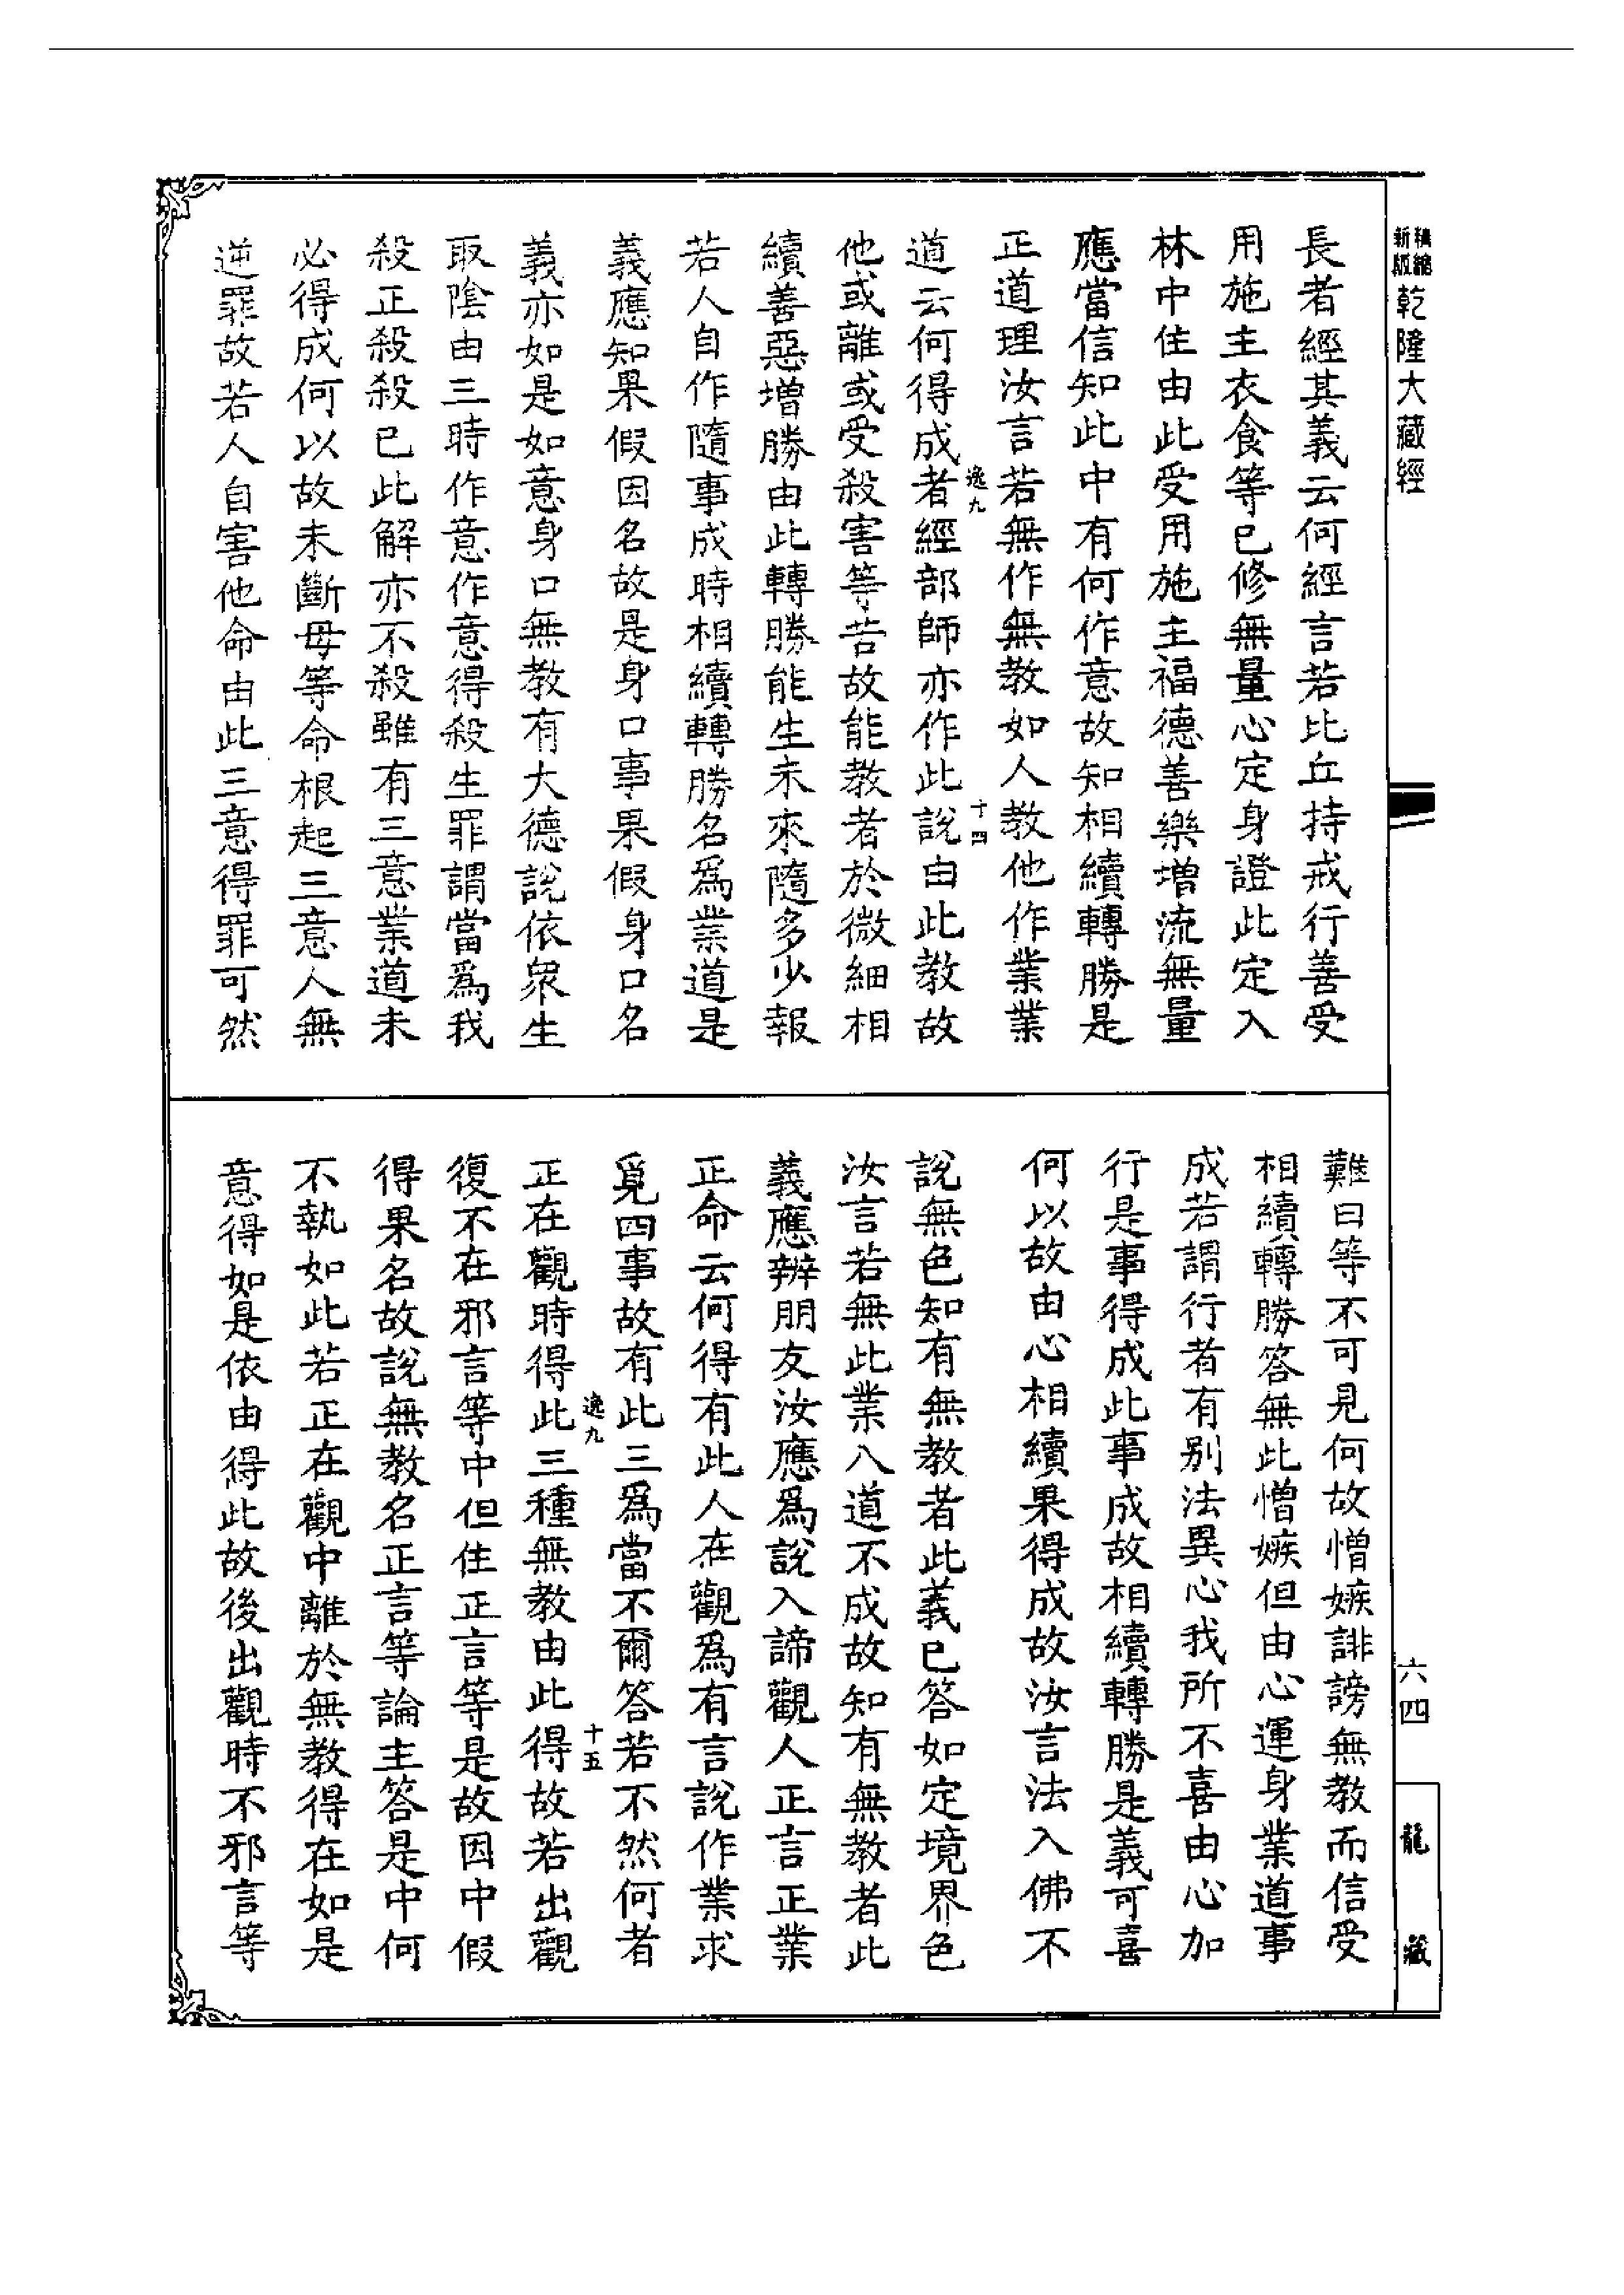 新版精縮乾隆大藏經
長者經其義云何經言若比丘持戒行善受
用施主衣食等已修無量心定身證此定入
林中住由此受用施主福德善樂增流無量
應當信知此中有何作意故知相續轉勝是
正道理汝言若無作無教如人教他作業業
逸九
十四
道云何得成者經部師亦作此說由此教故
他或離或受殺害等苦故能教者於微細相
續善惡增勝由此轉勝能生未來隨多少報
若人自作隨事成時相續轉勝名爲業道是
義應知果假因名故是身口事果假身口名
義亦如是如意身口無教有大德說依衆生
取陰由三時作意作意得殺生罪謂當爲我
殺正殺殺已此解亦不殺雖有三意業道未
必得成何以故未斷母等命根起三意人無
逆罪故若人自害他命由此三意得罪可然
難曰等不可見何故憎嫉誹謗無教而信受
相續轉勝答無此憎嫉但由心運身業道事
成若謂行者有別法異心我所不喜由心加
行是事得成此事成故相續轉勝是義可喜
何以故由心相續果得成故汝言法入佛不
說無色知有無教者此義已答如定境界色
汝言若無此業八道不成故知有無教者此
義應辨朋友汝應爲說入諦觀人正言正業
正命云何得有此人在觀爲有言說作業求
覓四事故有此三爲當不爾答若不然何者
逸九
十五
正在觀時得此三種無教由此得故若出觀
復不在邪言等中但住正言等是故因中假
得果名故說無教名正言等論主答是中何
不執如此若正在觀中離於無教得在如是
意得如是依由得此故後出觀時不邪言等
六四
龍藏